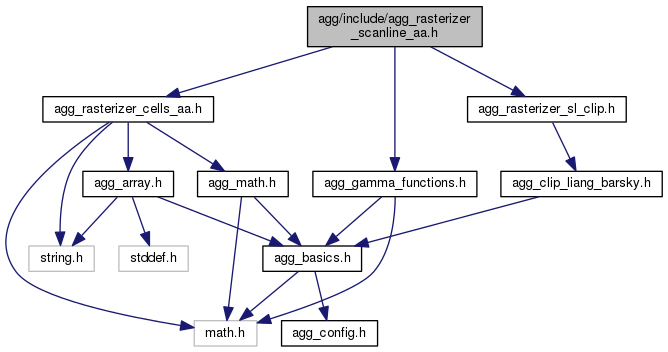 agg/include/agg_rasterizer
_scanline_aa.h
agg_rasterizer_cells_aa.h
agg_rasterizer_sl_clip.h
agg_array.h
agg_math.h
agg_gamma_functions.h
agg_clip_liang_barsky.h
string.h
stddef.h
agg_basics.h
math.h
agg_config.h